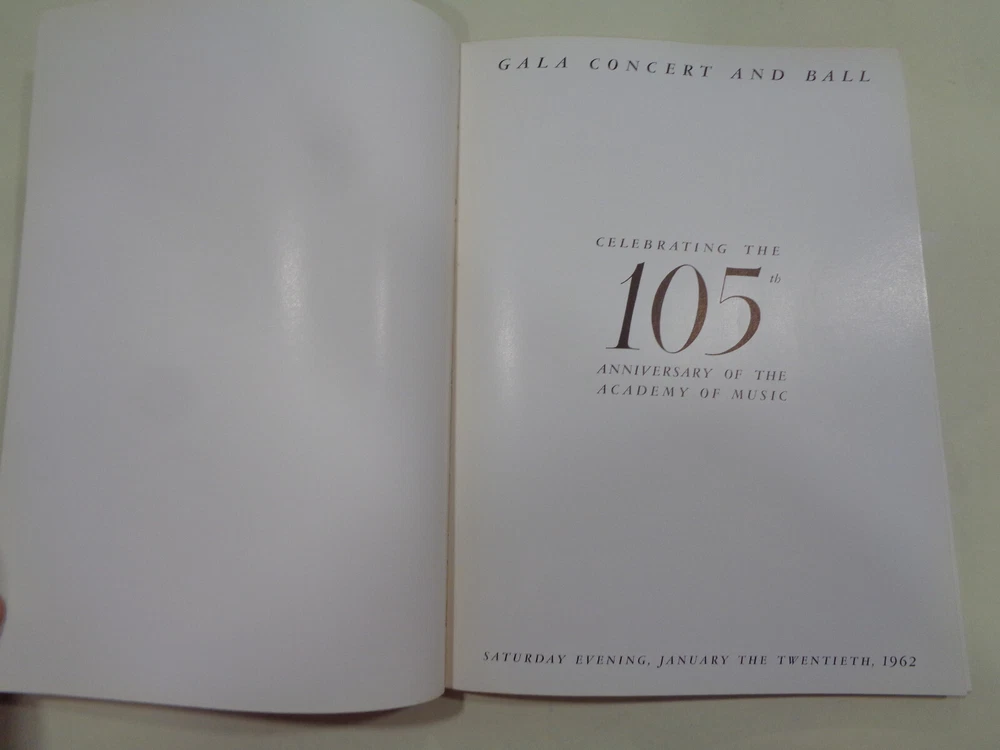 GALA CONCERT AND BALL
CELEBRATING THE
105th
ANNIVERSARY OF THE
ACADEMY OF MUSIC
SATURDAY EVENING, JANUARY THE TWENTIETH, 1962